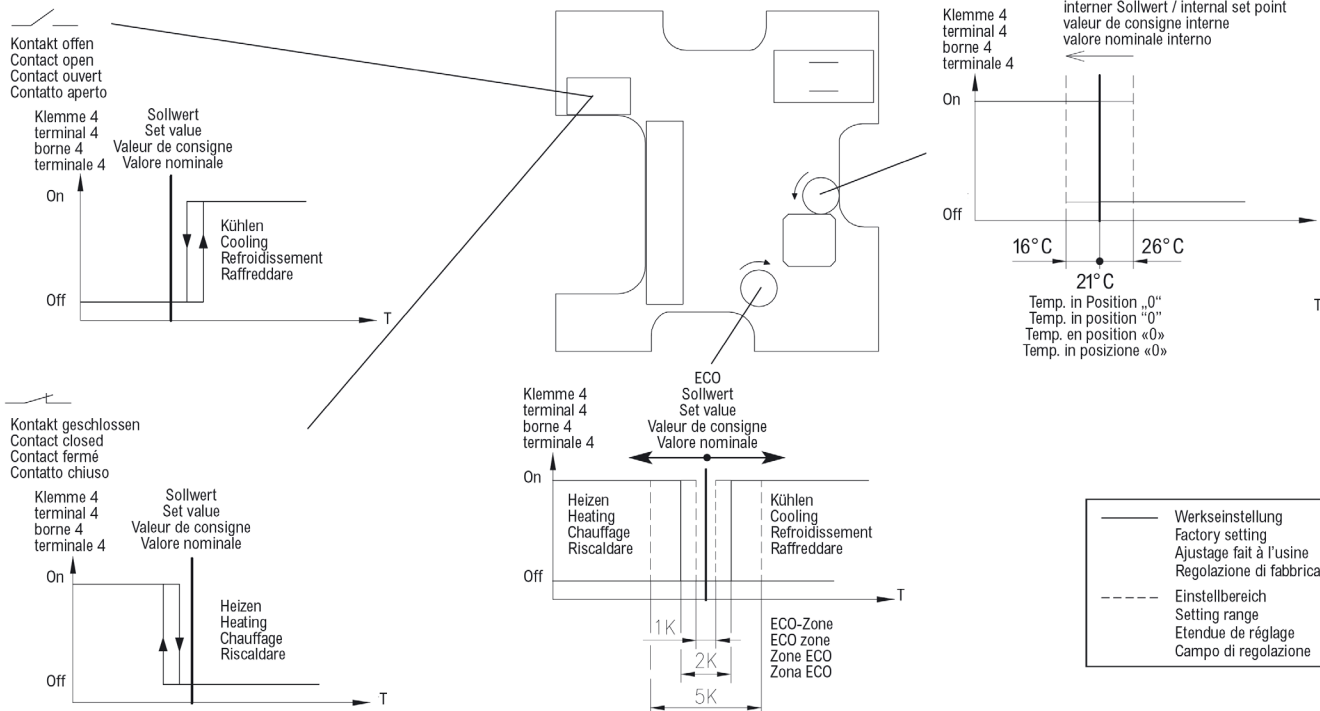 Kontakt offen
Contact open
Contact ouvert
Contatto aperto
Klemme 4
terminal 4
borne 4
terminale 4
Sollwert
Set value
Valeur de consigne
Valore nominale
On
Kühlen
Cooling
Refroidissement
Raffreddare
Off
T
Kontakt geschlossen
Contact closed
Contact fermé
Contatto chiuso
Klemme 4
terminal 4
borne 4
terminale 4
Sollwert
Set value
Valeur de consigne
Valore nominale
On
Heizen
Heating
Chauffage
Riscaldare
Off
T
ECO
Sollwert
Set value
Valeur de consigne
Valore nominale
Klemme 4
terminal 4
borne 4
terminale 4
On
Heizen
Heating
Chauffage
Riscaldare
Kühlen
Cooling
Refroidissement
Raffreddare
Off
T
1K
2K
5K
ECO-Zone
ECO zone
Zone ECO
Zona ECO
Klemme 4
terminal 4
borne 4
terminale 4
interner Sollwert / internal set point
valeur de consigne interne
valore nominale interno
On
Off
16°C
26°C
21°C
Temp. in Position „0“
Temp. in position “0”
Temp. en position «0»
Temp. in posizione «0»
T
Werkseinstellung
Factory setting
Ajustage fait à l'usine
Regolazione di fabbrica
Einstellbereich
Setting range
Etendue de réglage
Campo di regolazione